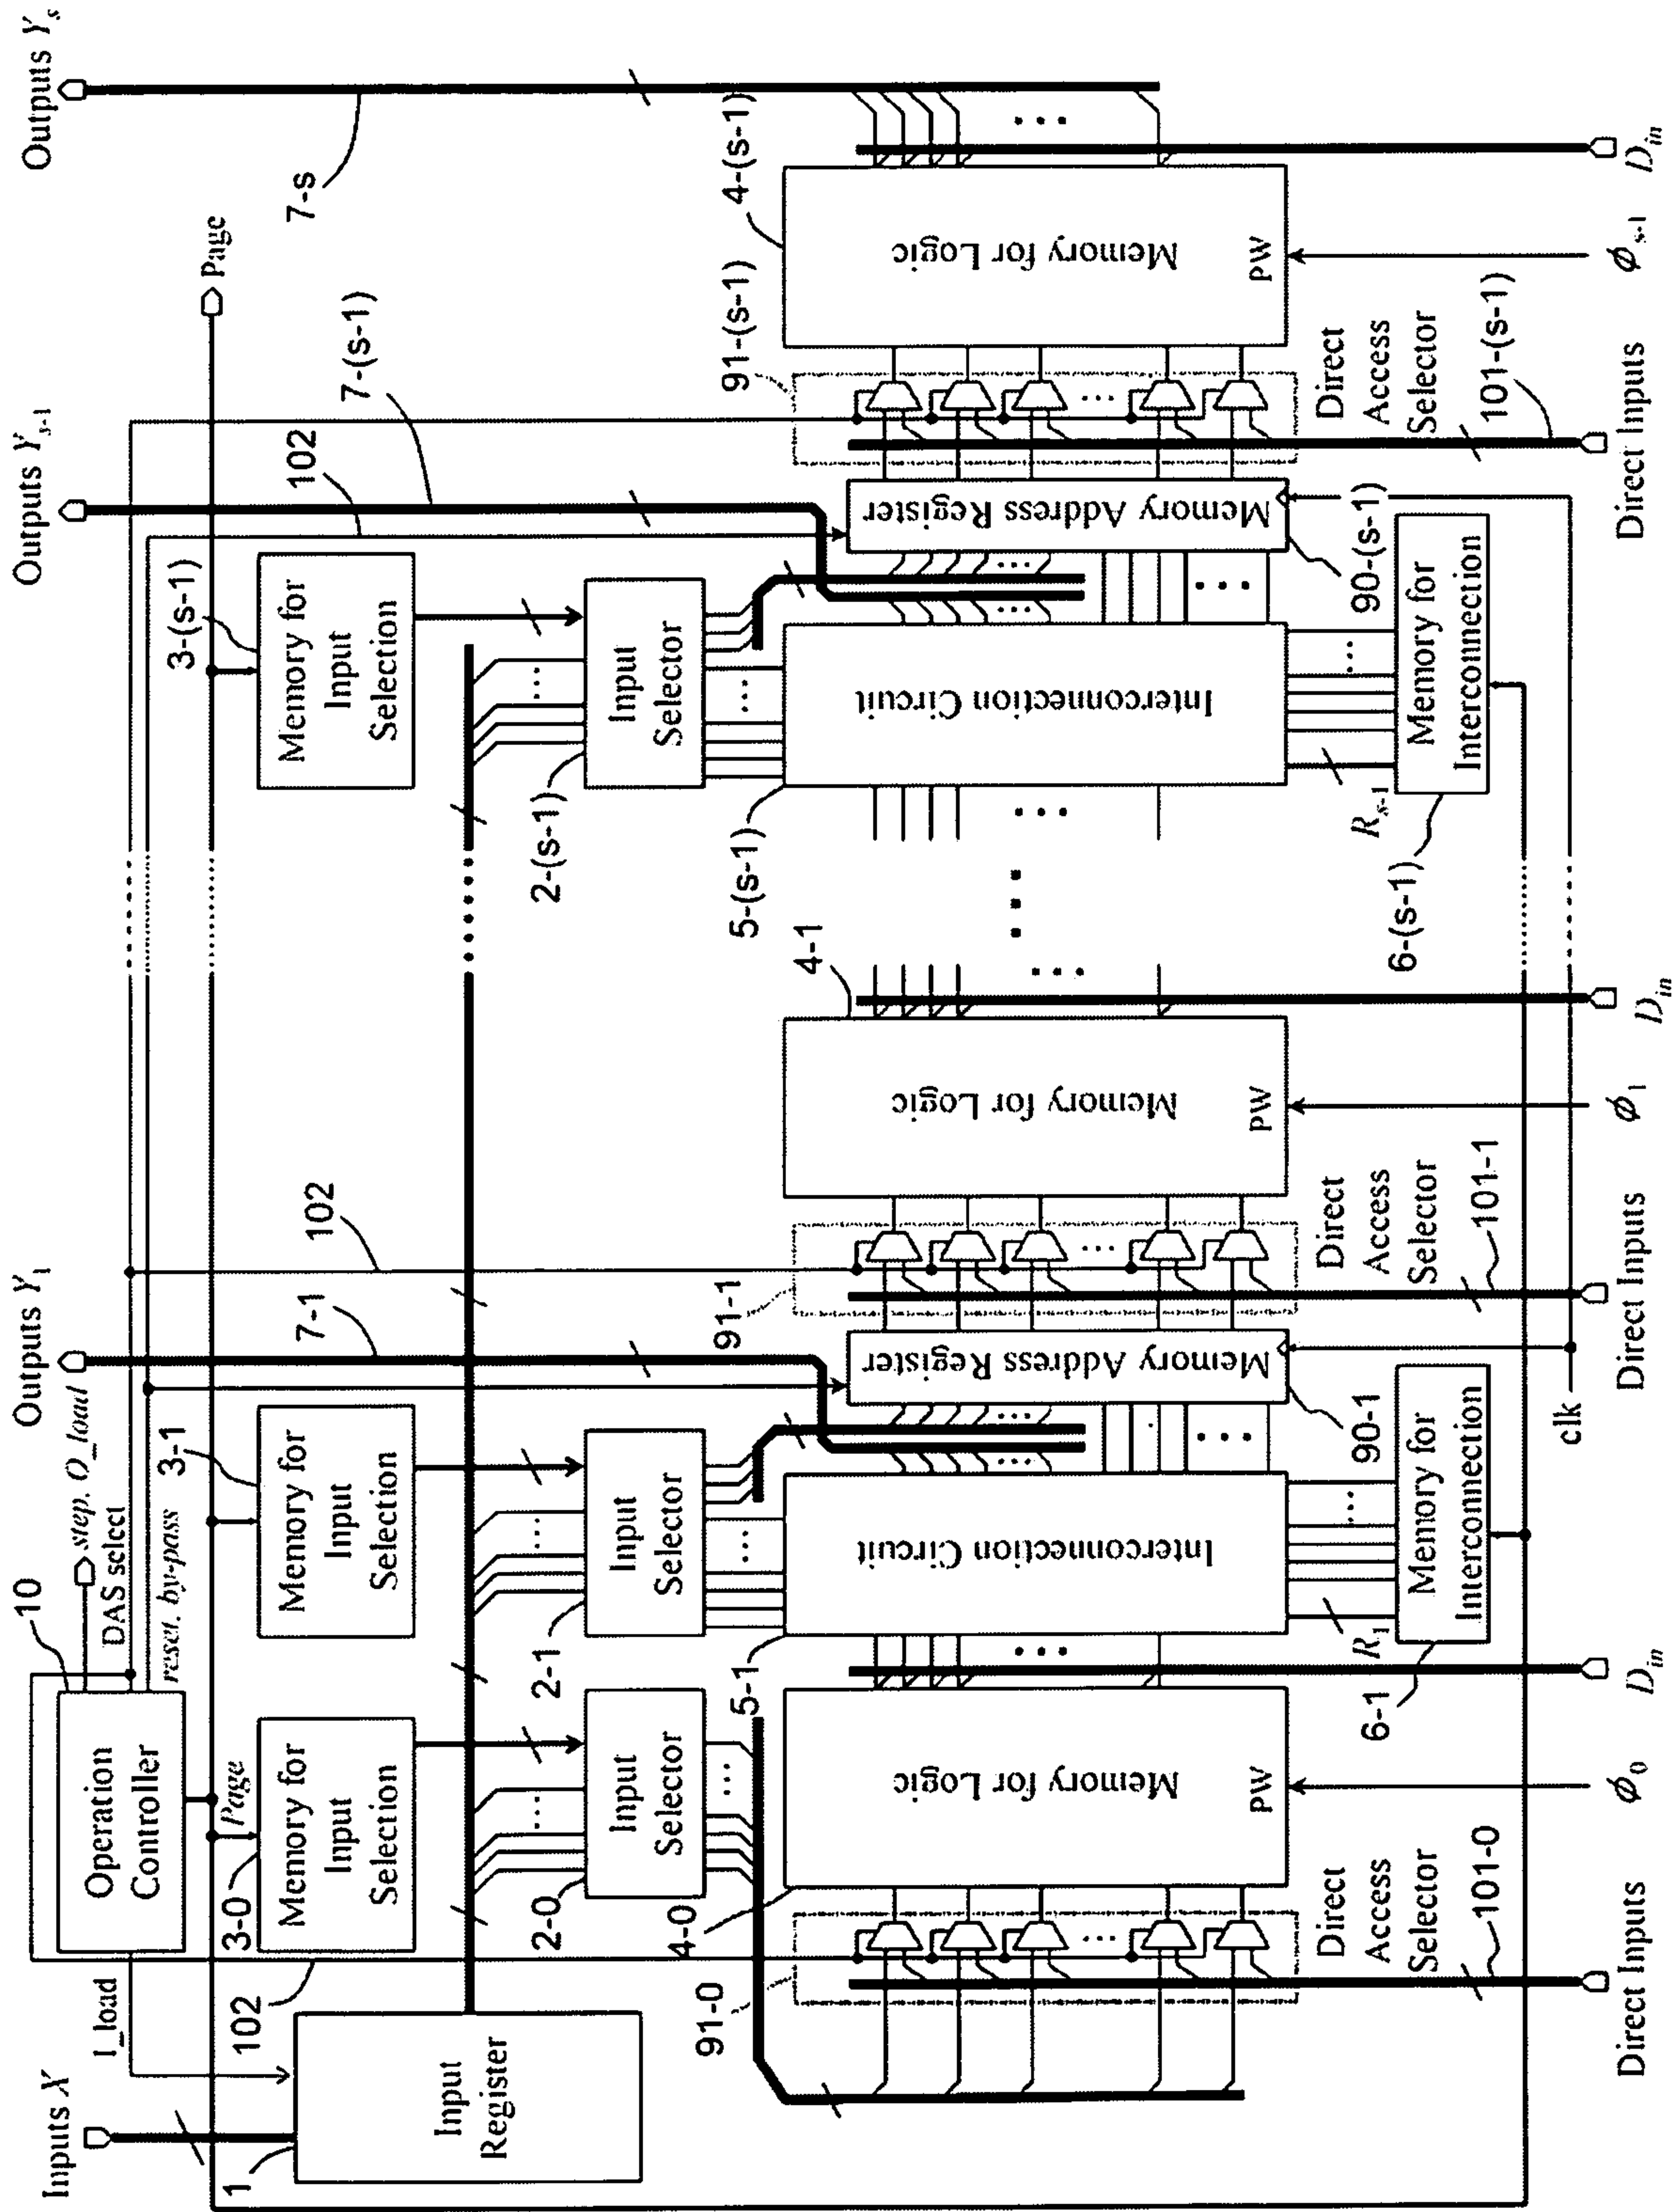 Inputs X
Outputs Y1
Outputs Ys-1
Outputs Ys
1
I_load
102
10
step. O_load
DAS select
reset. by-pass
Operation
Controller
Page
Page
Input
Register
3-0
Memory for
Input
Selection
3-1
Memory for
Input
Selection
3-(s-1)
Memory for
Input
Selection
7-1
102
102
7-(s-1)
7-s
2-0
Input
Selector
2-1
Input
Selector
2-(s-1)
Input
Selector
91-0
4-0
Memory for Logic
PW
5-1
Interconnection Circuit
Memory Address Register
91-1
4-1
Memory for Logic
PW
5-(s-1)
Interconnection Circuit
Memory Address Register
91-(s-1)
4-(s-1)
Memory for Logic
PW
Direct
Access
Selector
101-0
Direct Inputs
ϕ0
Din
R1
6-1
Memory for
Interconnection
90-1
clk
Direct
Access
Selector
101-1
Direct Inputs
ϕ1
Din
Rs-1
6-(s-1)
Memory for
Interconnection
90-(s-1)
Direct
Access
Selector
101-(s-1)
Direct Inputs
ϕs-1
Din